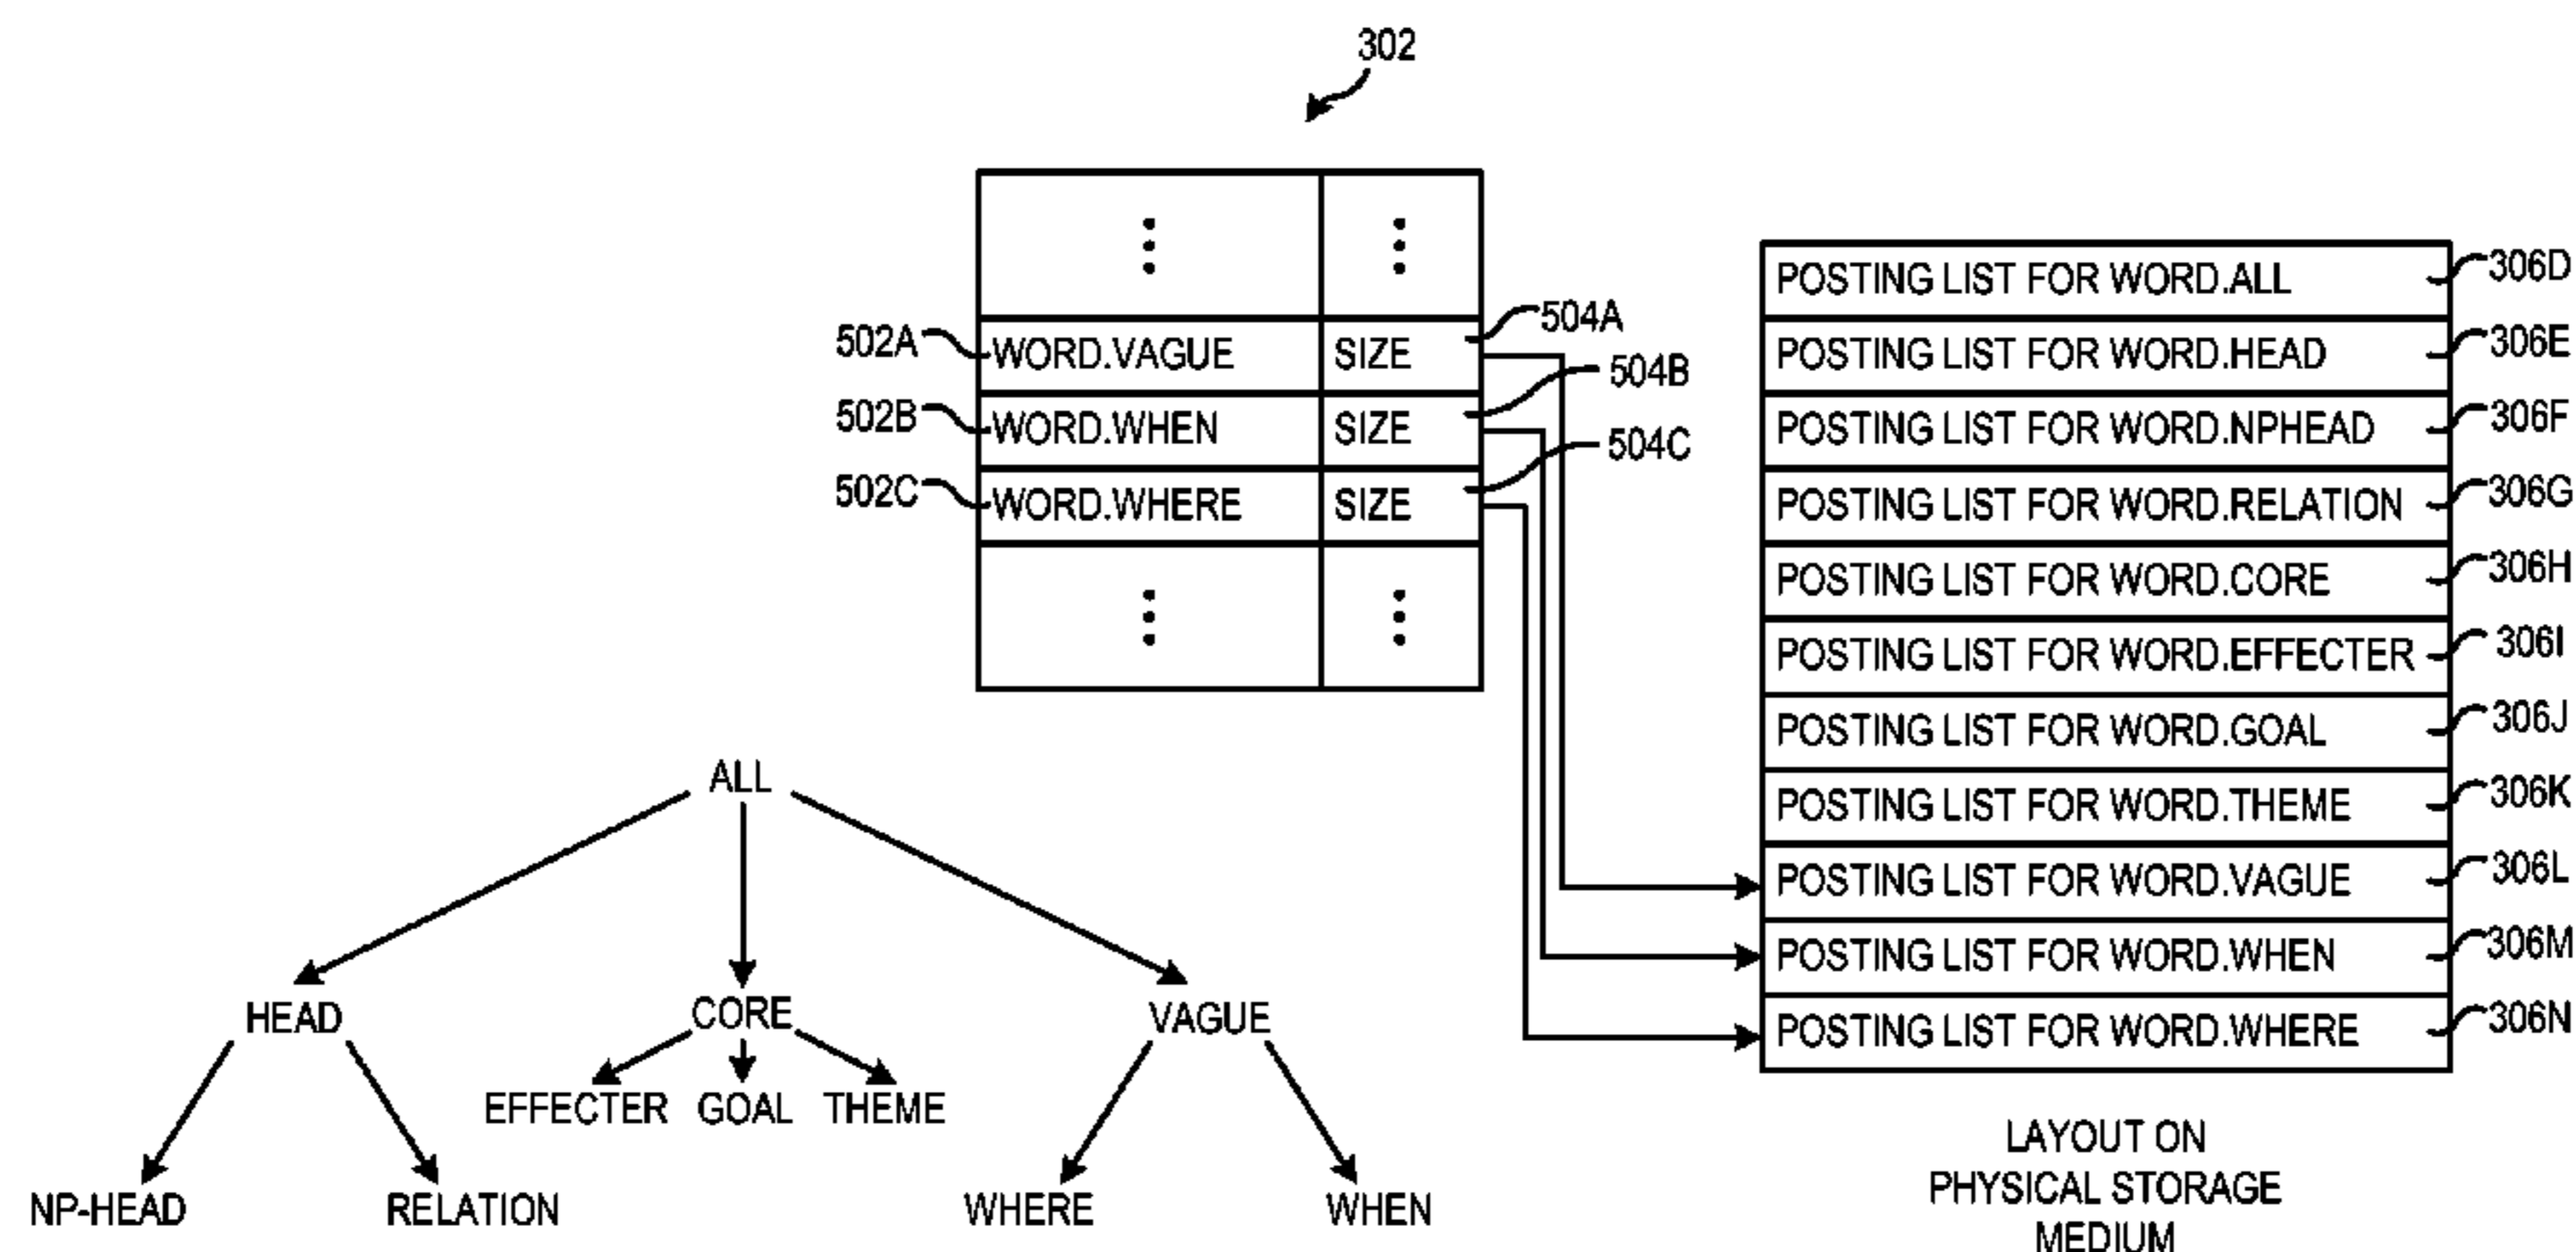 302
⋮ ⋮
502A WORD.VAGUE SIZE 504A
502B WORD.WHEN SIZE 504B
502C WORD.WHERE SIZE 504C
⋮ ⋮
POSTING LIST FOR WORD.ALL 306D
POSTING LIST FOR WORD.HEAD 306E
POSTING LIST FOR WORD.NPHEAD 306F
POSTING LIST FOR WORD.RELATION 306G
POSTING LIST FOR WORD.CORE 306H
POSTING LIST FOR WORD.EFFECTER 306I
POSTING LIST FOR WORD.GOAL 306J
POSTING LIST FOR WORD.THEME 306K
POSTING LIST FOR WORD.VAGUE 306L
POSTING LIST FOR WORD.WHEN 306M
POSTING LIST FOR WORD.WHERE 306N
LAYOUT ON
PHYSICAL STORAGE
MEDIUM
ALL
HEAD CORE VAGUE
EFFECTER GOAL THEME
NP-HEAD RELATION WHERE WHEN